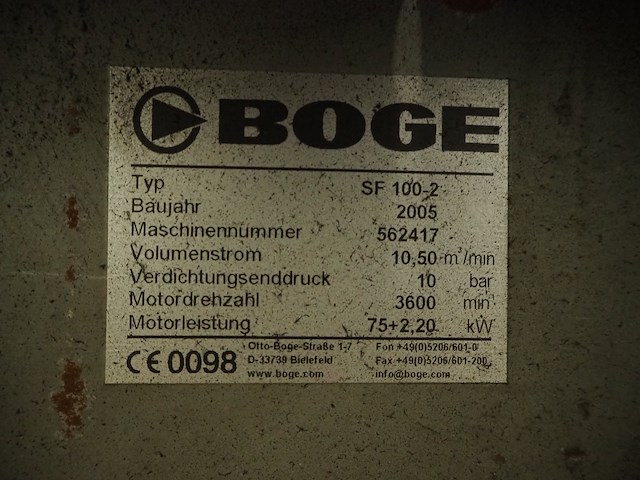 BOGE
Typ SF 100-2
Baujahr 2005
Maschinennummer 562417
Volumenstrom 10,50 m³/min
Verdichtungsenddruck 10 bar
Motordrehzahl 3600 min
Motorleistung 75+2,20 kW
CE 0098
Otto-Boge-Straße 1-7 Fon +49(0)5206/601-0
D-33739 Bielefeld Fax +49(0)5206/601-200
www.boge.com info@boge.com